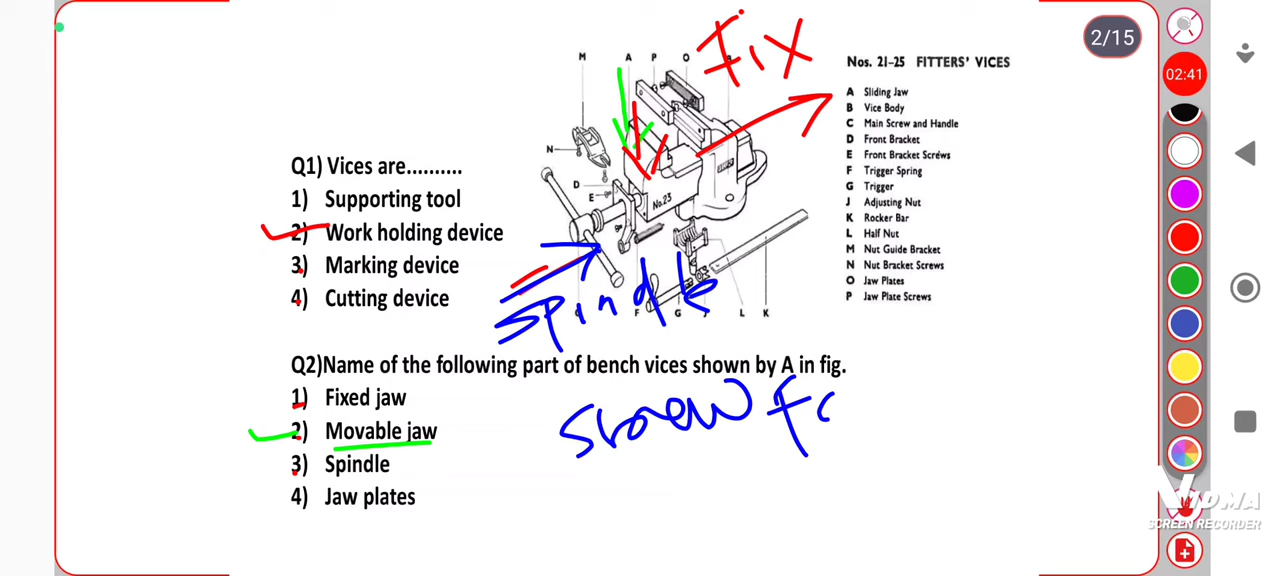 2/15
02:41
Fix
M A P O
Nos. 21-25 FITTERS' VICES
A Sliding Jaw
B Vice Body
C Main Screw and Handle
D Front Bracket
E Front Bracket Screws
F Trigger Spring
G Trigger
J Adjusting Nut
K Rocker Bar
L Half Nut
M Nut Guide Bracket
N Nut Bracket Screws
O Jaw Plates
P Jaw Plate Screws
N
D
E
No.23
F G J L K
Q1) Vices are..........
1) Supporting tool
2) Work holding device
3) Marking device
4) Cutting device
Spindle
Q2)Name of the following part of bench vices shown by A in fig.
1) Fixed jaw
2) Movable jaw
3) Spindle
4) Jaw plates
Screw Fo
VIDMA
SCREEN RECORDER